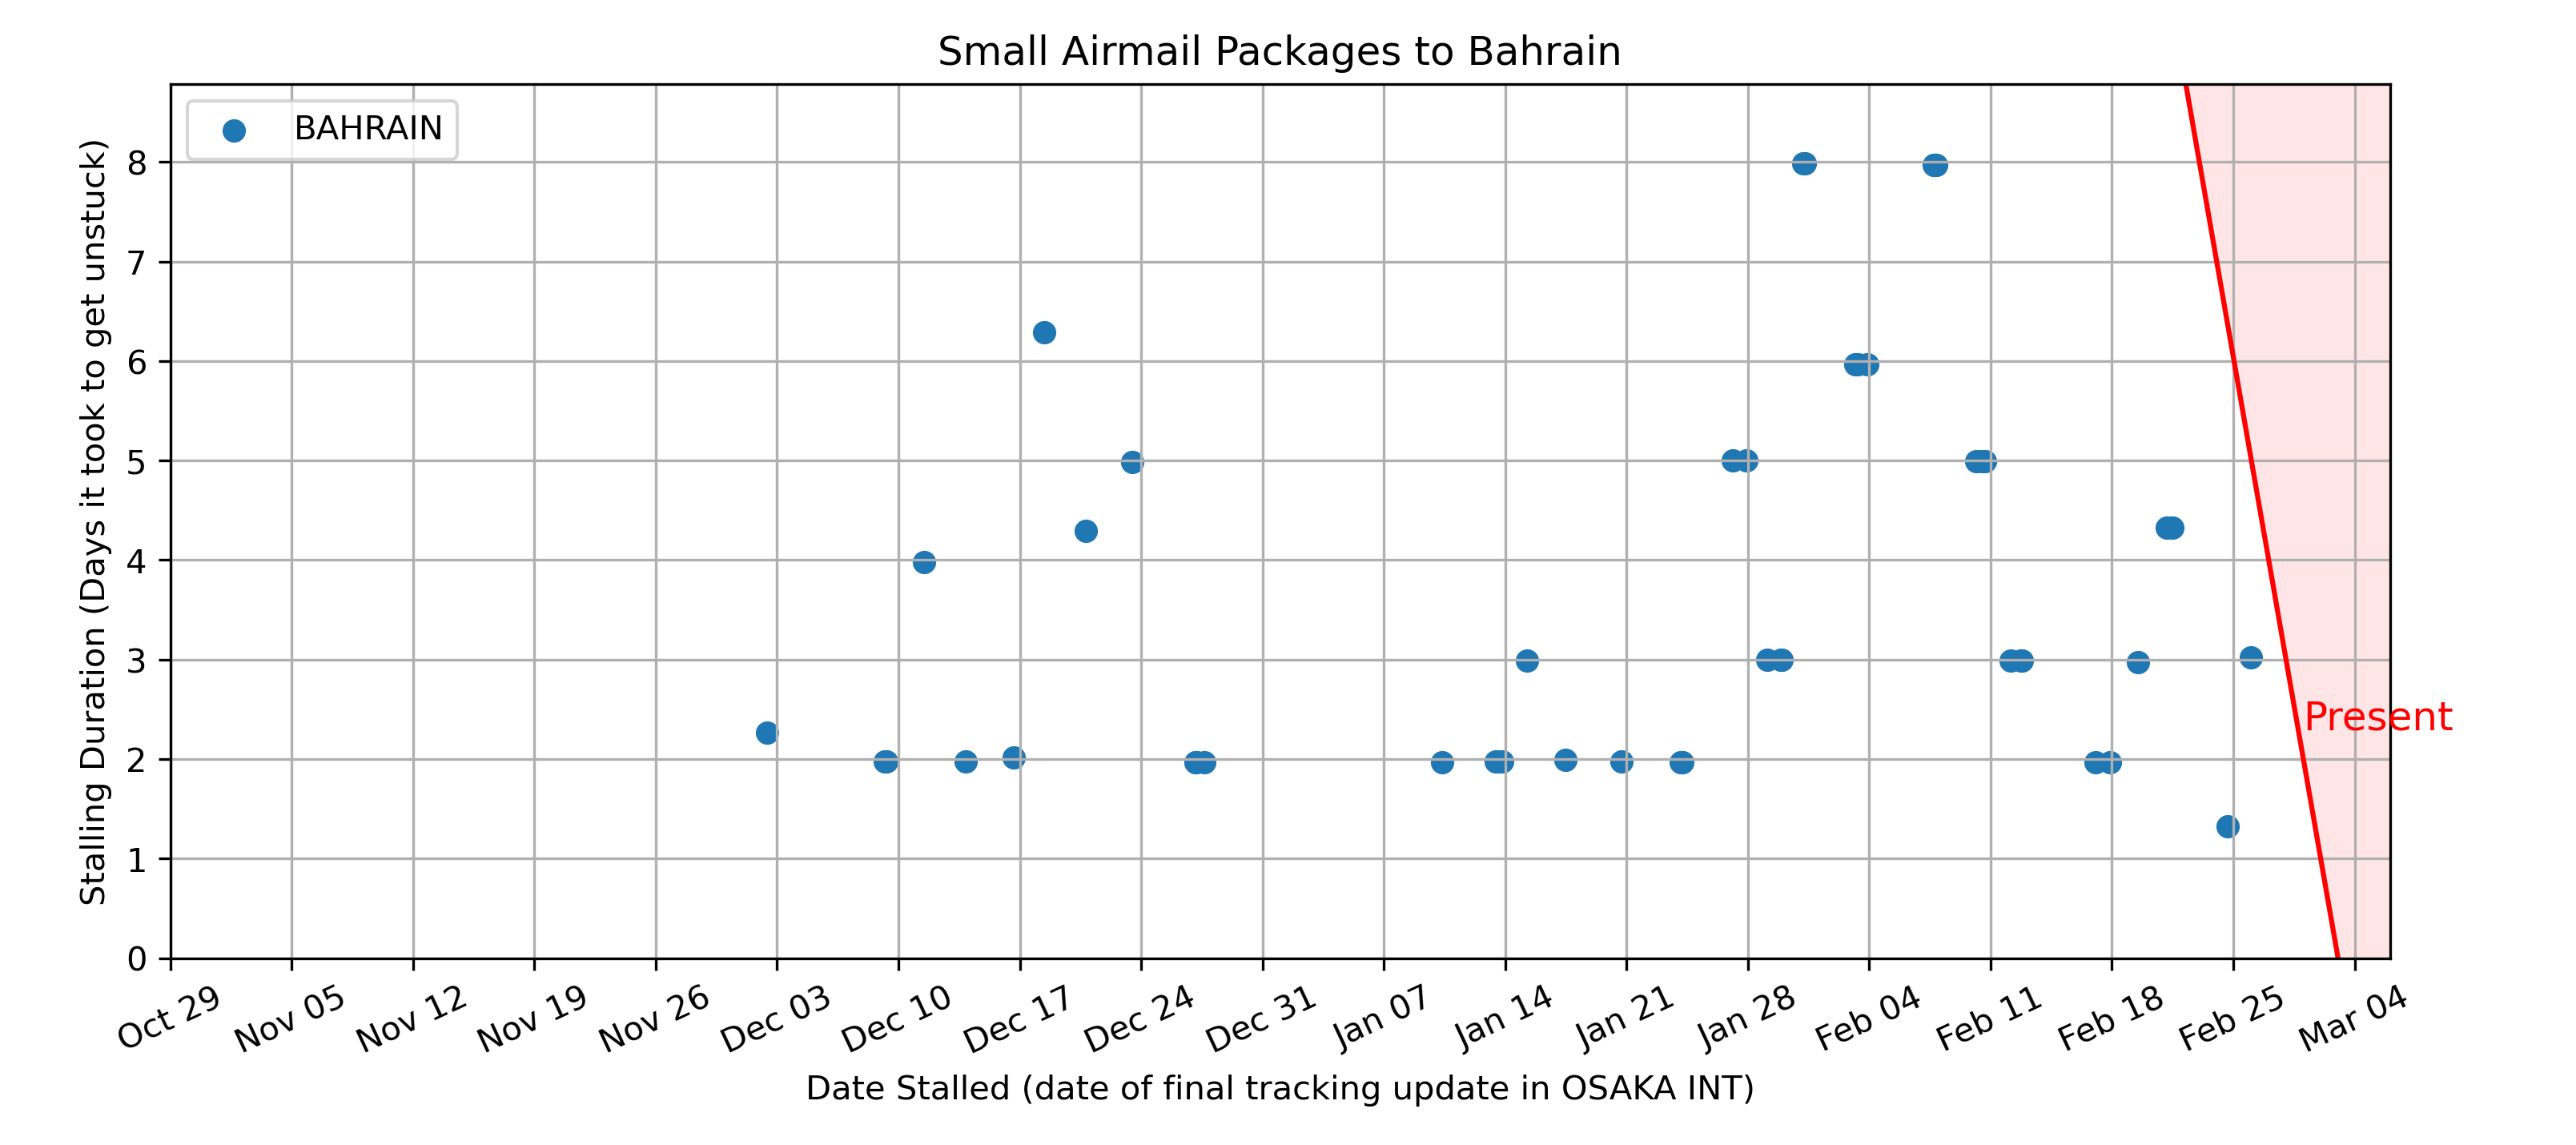 Small Airmail Packages to Bahrain
BAHRAIN
Stalling Duration (Days it took to get unstuck)
8
7
6
5
4
3
2
1
0
Present
Oct 29 Nov 05 Nov 12 Nov 19 Nov 26 Dec 03 Dec 10 Dec 17 Dec 24 Dec 31 Jan 07 Jan 14 Jan 21 Jan 28 Feb 04 Feb 11 Feb 18 Feb 25 Mar 04
Date Stalled (date of final tracking update in OSAKA INT)